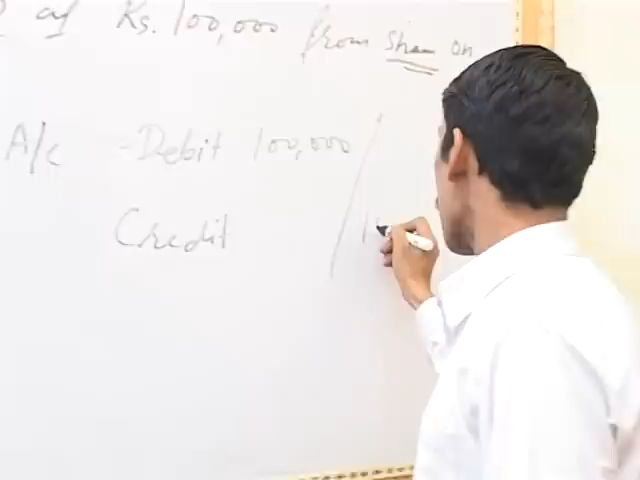 of Rs. 100,000 from Sham on
A/c - Debit 100,000 /
Credit